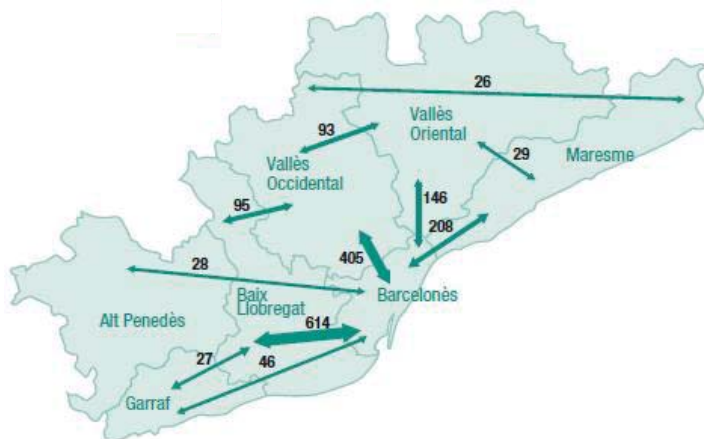 26
93
Vallès
Oriental
29
Maresme
Vallès
Occidental
95
146
208
405
28
Baix
Llobregat
Barcelonès
Alt Penedès
614
27
46
Garraf